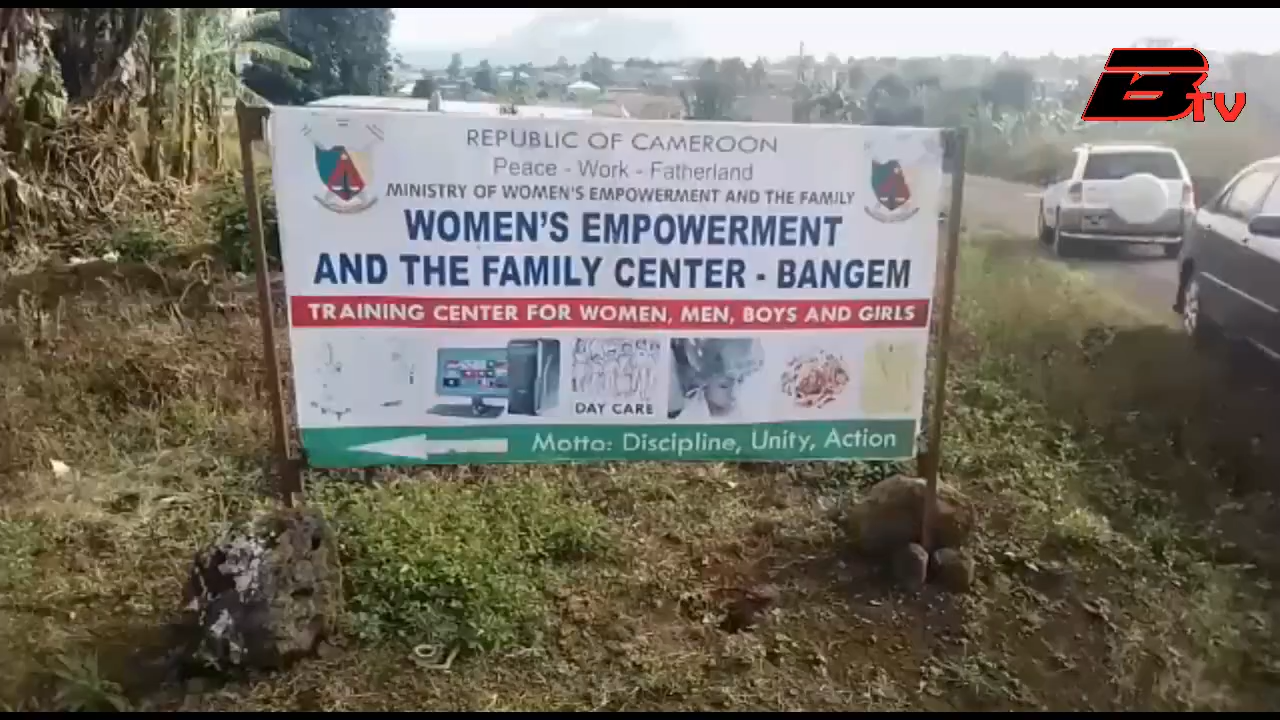 BTV
REPUBLIC OF CAMEROON
Peace - Work - Fatherland
MINISTRY OF WOMEN'S EMPOWERMENT AND THE FAMILY
WOMEN'S EMPOWERMENT
AND THE FAMILY CENTER - BANGEM
TRAINING CENTER FOR WOMEN, MEN, BOYS AND GIRLS
DAY CARE
Motto: Discipline, Unity, Action